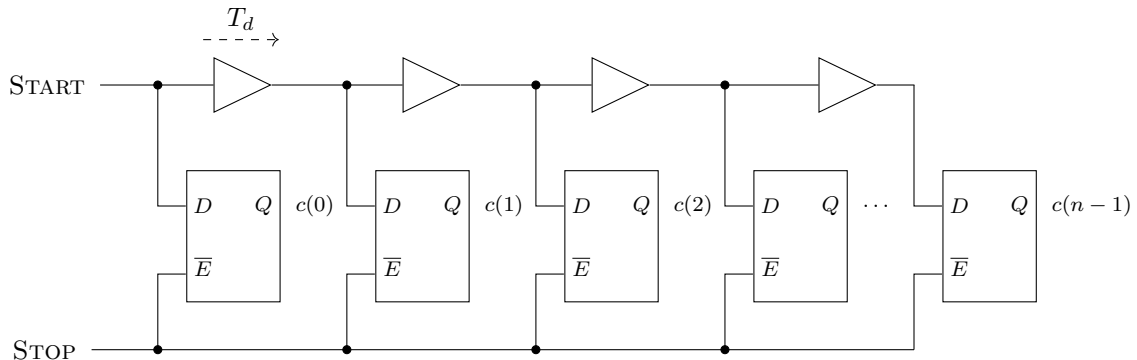 T_d
START
D Q c(0) D Q c(1) D Q c(2) D Q ⋯ D Q c(n − 1)
E̅ E̅ E̅ E̅ E̅
STOP